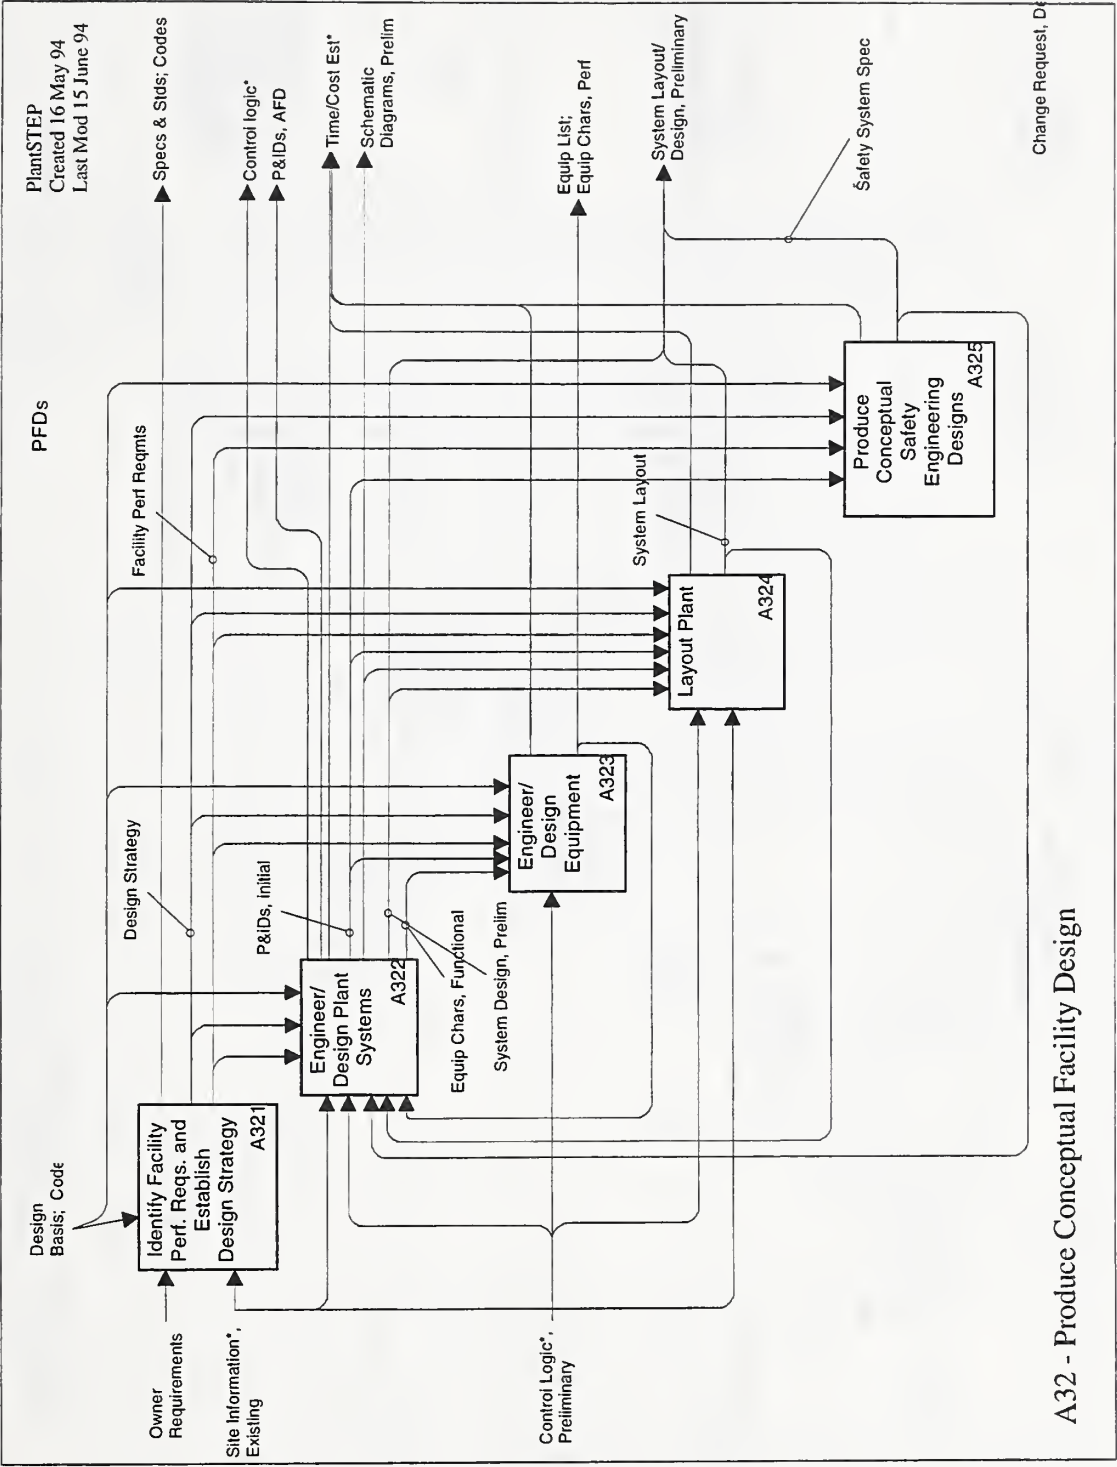 PlantSTEP
Created 16 May 94
Last Mod 15 June 94
PFDs
Design
Basis; Code
Owner
Requirements
Site Information*,
Existing
Control Logic*,
Preliminary
Identify Facility
Perf. Reqs. and
Establish
Design Strategy
A321
Design Strategy
Facility Perf Reqmts
Engineer/
Design Plant
Systems
A322
P&IDs, initial
Equip Chars, Functional
System Design, Prelim
Engineer/
Design
Equipment
A323
Layout Plant
A324
System Layout
Produce
Conceptual
Safety
Engineering
Designs
A325
Specs & Stds; Codes
Control logic*
P&IDs, AFD
Time/Cost Est*
Schematic
Diagrams, Prelim
Equip List;
Equip Chars, Perf
System Layout/
Design, Preliminary
Safety System Spec
Change Request, De
A32 - Produce Conceptual Facility Design